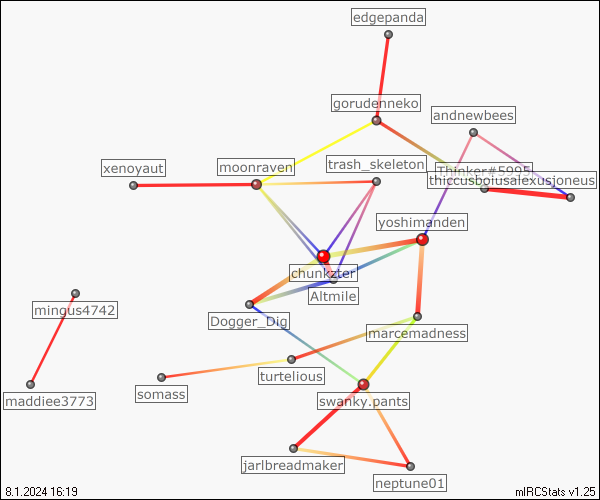 edgepanda
gorudenneko
andnewbees
trash_skeleton
xenoyaut
moonraven
Thinker#5995
thiccusboiusalexusjoneus
yoshimanden
chunkzter
Altmile
mingus4742
Dogger_Dig
marcemadness
turtelious
somass
maddiee3773
swanky.pants
jarlbreadmaker
neptune01
8.1.2024 16:19
mIRCStats v1.25